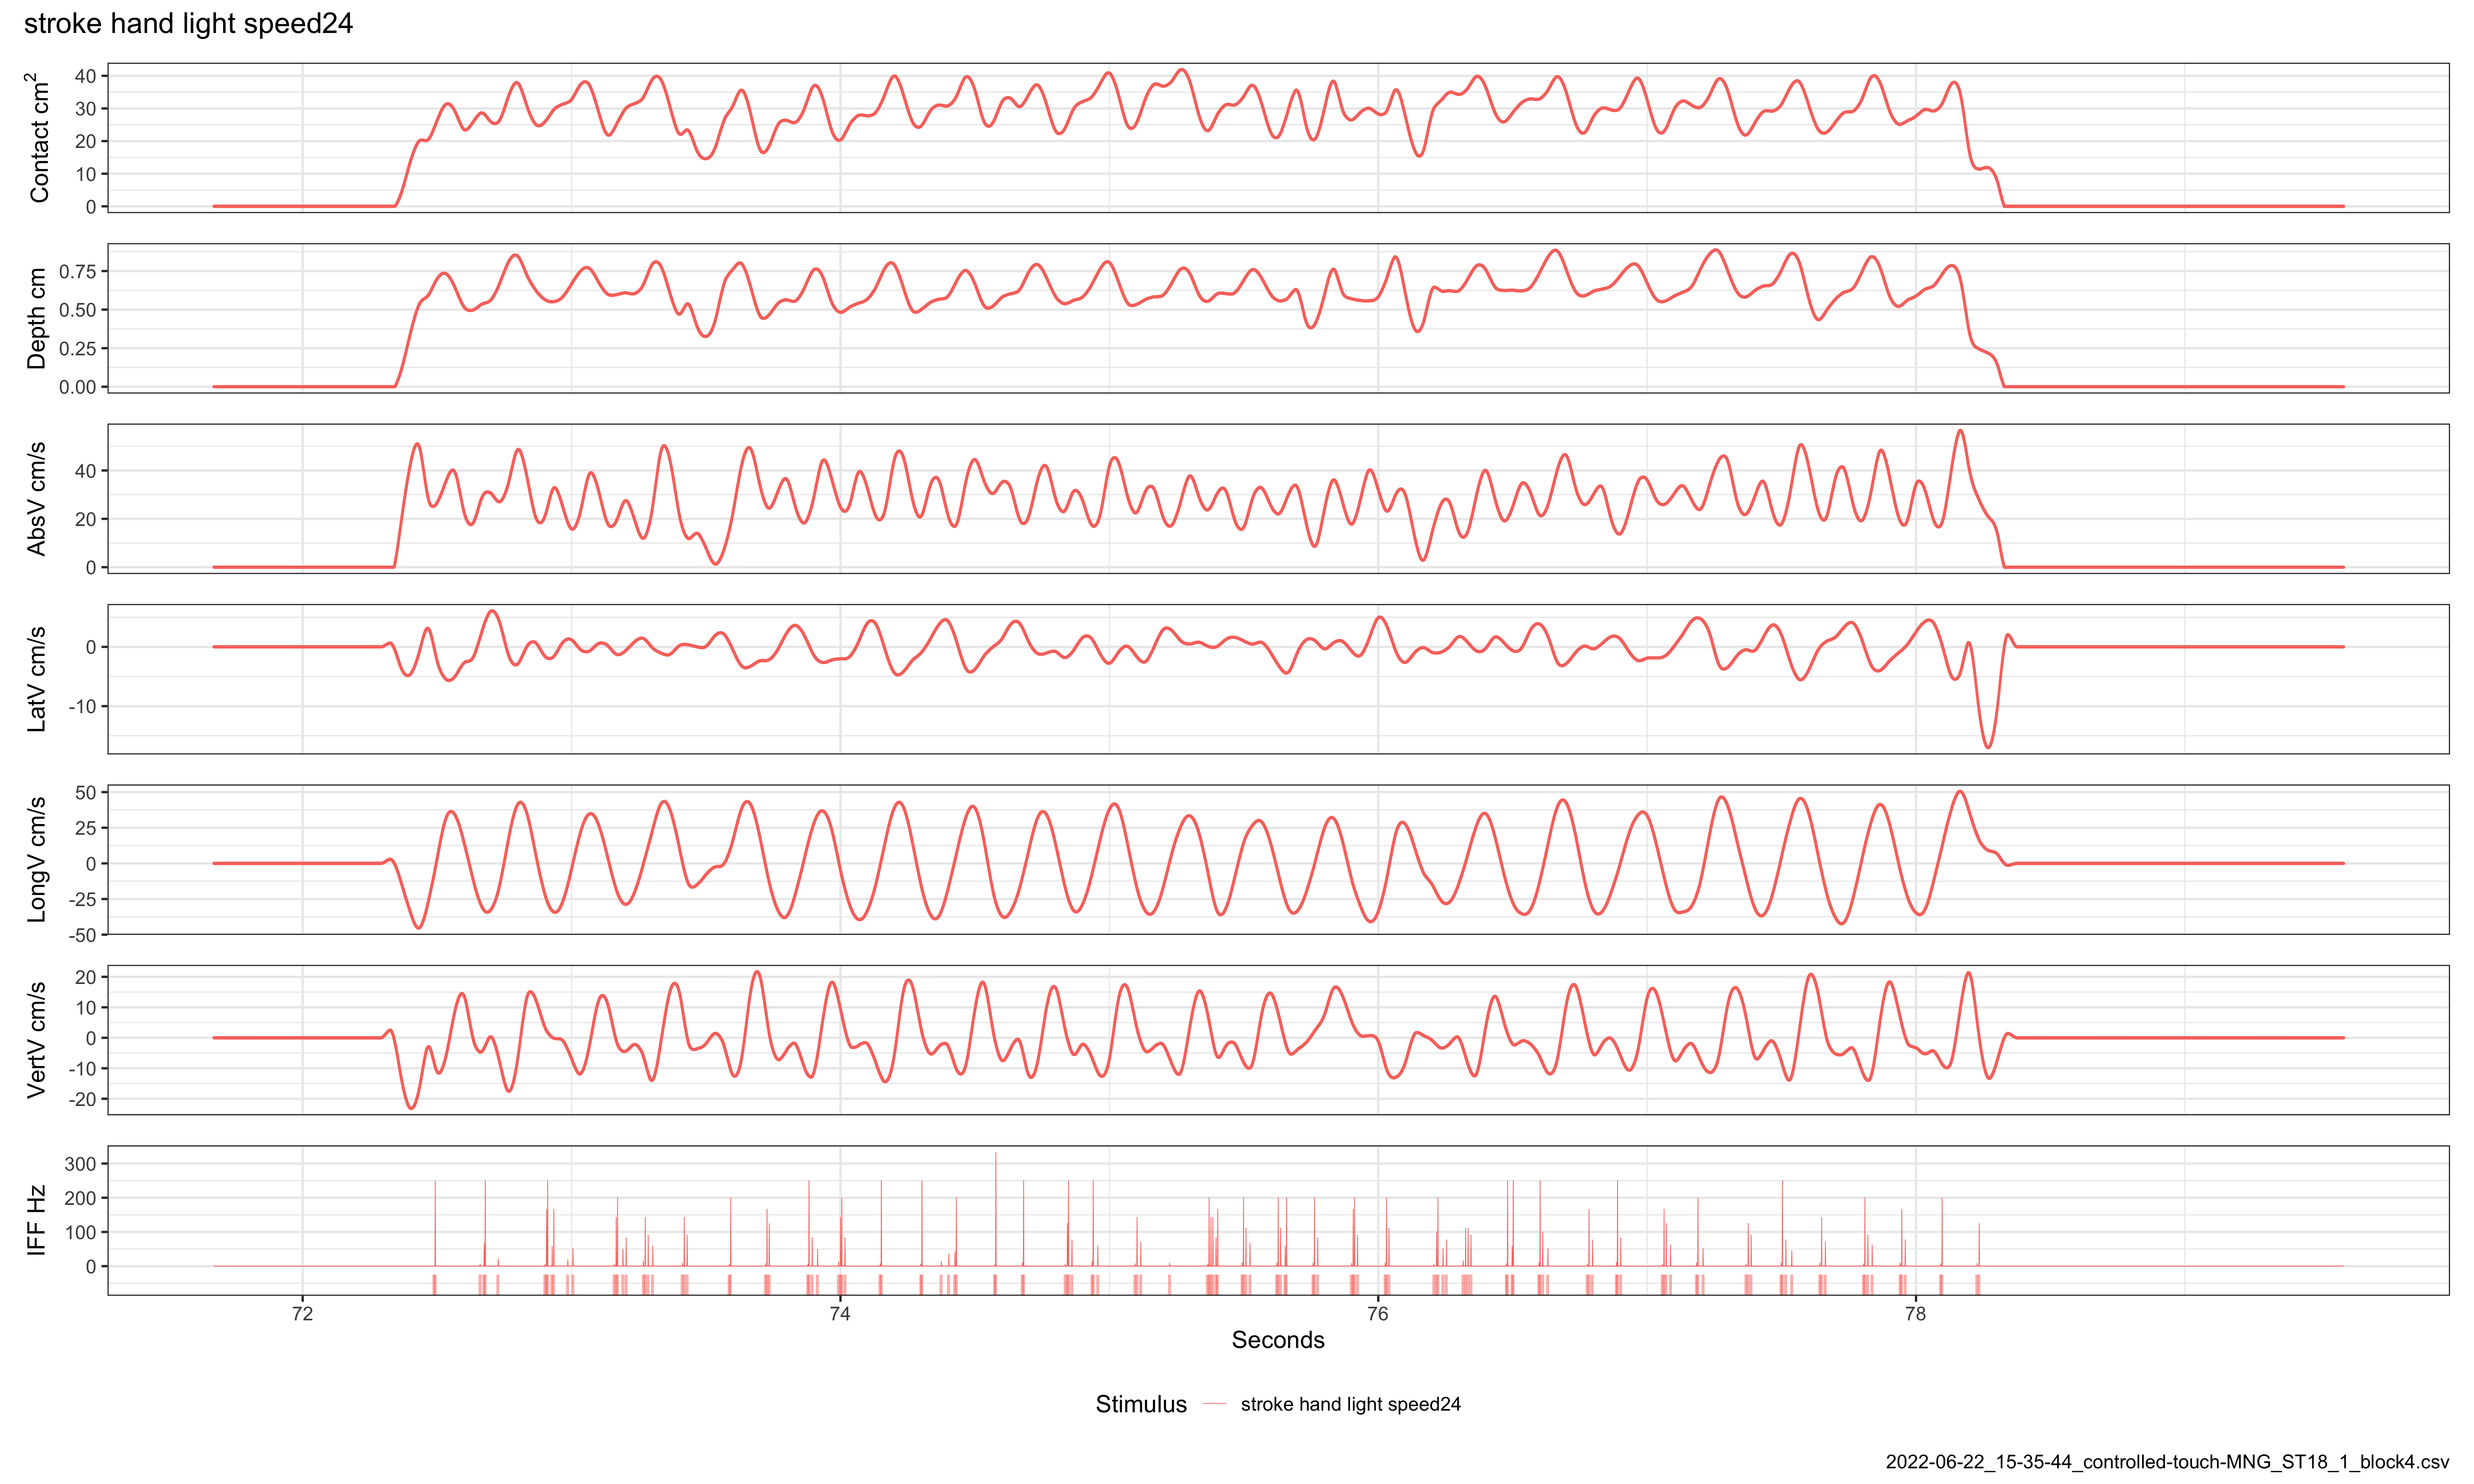 stroke hand light speed24
Contact cm²
40
30
20
10
0
Depth cm
0.75
0.50
0.25
0.00
AbsV cm/s
40
20
0
LatV cm/s
0
-10
LongV cm/s
50
25
0
-25
-50
VertV cm/s
20
10
0
-10
-20
IFF Hz
300
200
100
0
72 74 76 78
Seconds
Stimulus stroke hand light speed24
2022-06-22_15-35-44_controlled-touch-MNG_ST18_1_block4.csv